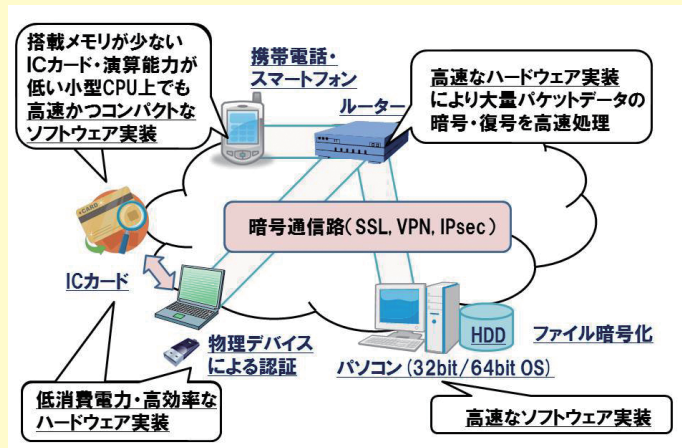 搭載メモリが少ない
ICカード・演算能力が
低い小型CPU上でも
高速かつコンパクトな
ソフトウェア実装
携帯電話・
スマートフォン
ルーター
高速なハードウェア実装
により大量パケットデータの
暗号・復号を高速処理
CARD
暗号通信路(SSL, VPN, IPsec)
ICカード
物理デバイス
による認証
HDD
ファイル暗号化
パソコン (32bit/64bit OS)
低消費電力・高効率な
ハードウェア実装
高速なソフトウェア実装